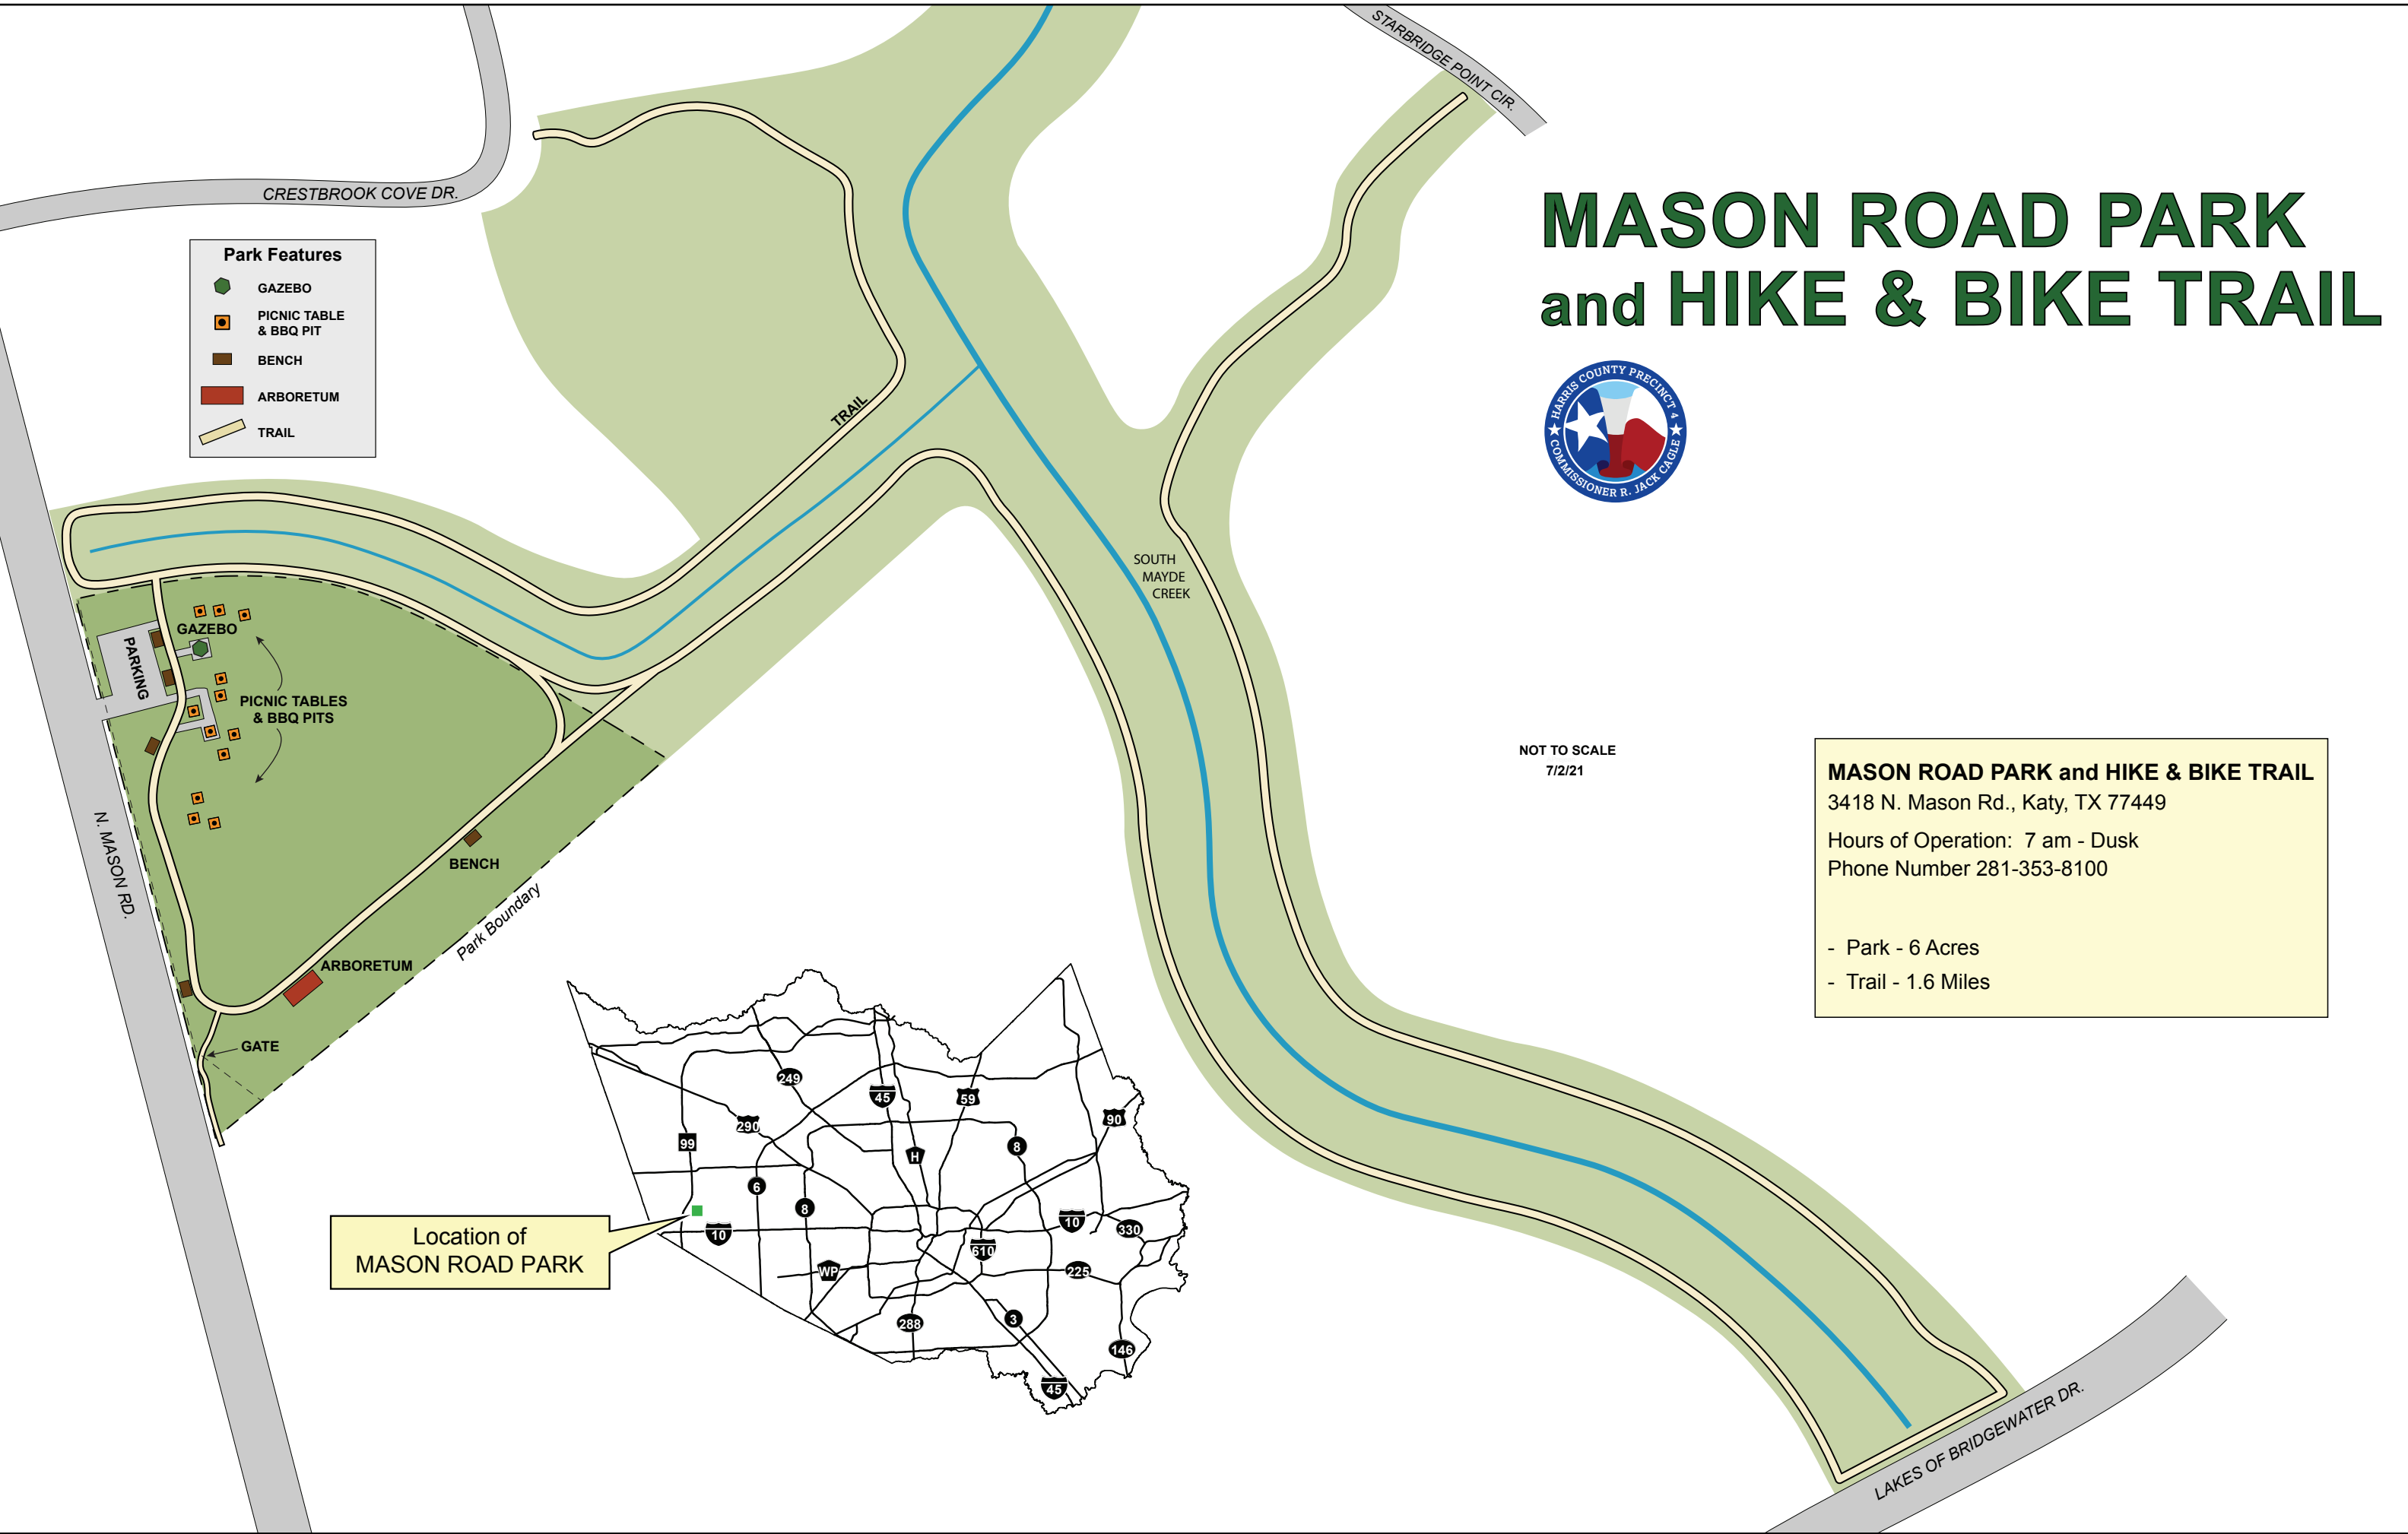 STARBRIDGE POINT CIR.
CRESTBROOK COVE DR.
MASON ROAD PARK
and HIKE & BIKE TRAIL
Park Features
GAZEBO
PICNIC TABLE
& BBQ PIT
BENCH
ARBORETUM
TRAIL
HARRIS COUNTY PRECINCT 4
COMMISSIONER R. JACK CAGLE
TRAIL
SOUTH
MAYDE
CREEK
GAZEBO
PARKING
PICNIC TABLES
& BBQ PITS
N. MASON RD.
BENCH
Park Boundary
ARBORETUM
GATE
NOT TO SCALE
7/2/21
MASON ROAD PARK and HIKE & BIKE TRAIL
3418 N. Mason Rd., Katy, TX 77449
Hours of Operation: 7 am - Dusk
Phone Number 281-353-8100
- Park - 6 Acres
- Trail - 1.6 Miles
249
45
59
90
290
99
H
8
6
8
10
10
330
610
WP
225
288
3
146
45
Location of
MASON ROAD PARK
LAKES OF BRIDGEWATER DR.